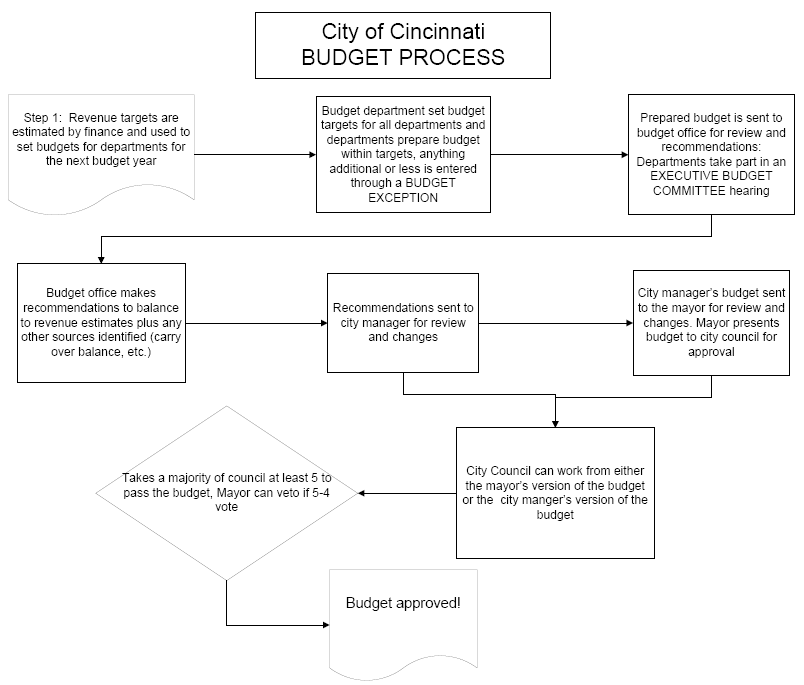 City of Cincinnati
BUDGET PROCESS
Step 1:  Revenue targets are
estimated by finance and used to
set budgets for departments for
the next budget year
Budget department set budget
targets for all departments and
departments prepare budget
within targets, anything
additional or less is entered
through a BUDGET
EXCEPTION
Prepared budget is sent to
budget office for review and
recommendations:
Departments take part in an
EXECUTIVE BUDGET
COMMITTEE hearing
Budget office makes
recommendations to balance
to revenue estimates plus any
other sources identified (carry
over balance, etc.)
Recommendations sent to
city manager for review
and changes
City manager's budget sent
to the mayor for review and
changes. Mayor presents
budget to city council for
approval
Takes a majority of council at least 5 to
pass the budget, Mayor can veto if 5-4
vote
City Council can work from either
the mayor's version of the budget
or the  city manger's version of the
budget
Budget approved!